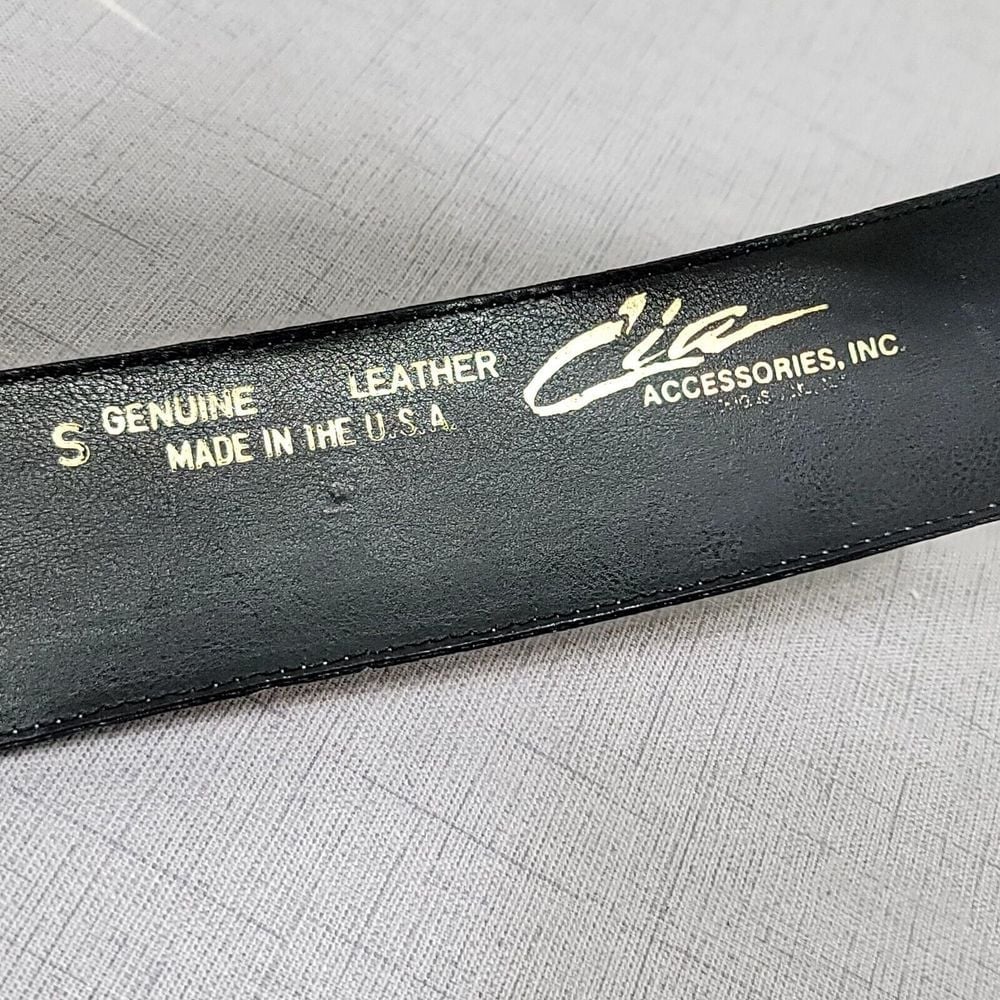 S
GENUINE LEATHER
MADE IN THE U.S.A.
Cia
ACCESSORIES, INC.